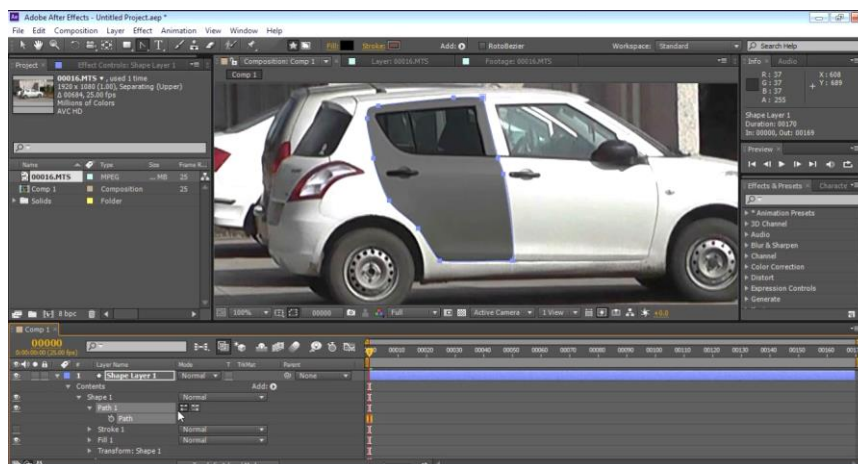 Adobe After Effects - Untitled Project.aep *
File Edit Composition Layer Effect Animation View Window Help
Fill: Stroke: Add: RotoBezier Workspace: Standard Search Help
Project × Effect Controls: Shape Layer 1
Composition: Comp 1 Layer: 00016.MTS Footage: 00016.MTS
Info × Audio
Comp 1
00016.MTS ▼, used 1 time
1920 x 1080 (1.00), Separating (Upper)
Δ 00684, 25.00 fps
Millions of Colors
AVC HD
R: 37 X: 608
G: 37 Y: 689
B: 37
A: 255
Shape Layer 1
Duration: 00170
In: 00000, Out: 00169
Preview ×
Name Type Size Frame R...
00016.MTS MPEG ... MB 25
Comp 1 Composition 25
Solids Folder
Effects & Presets × Character
* Animation Presets
3D Channel
Audio
Blur & Sharpen
Channel
Color Correction
Distort
Expression Controls
Generate
8 bpc
100% 00000 Full Active Camera 1 View +0.0
Comp 1 ×
00000
0:00:00:00 (25.00 fps)
00010 00020 00030 00040 00050 00060 00070 00080 00090 00100 00110 00120 00130 00140 00150 00160
# Layer Name Mode T TrkMat Parent
1 Shape Layer 1 Normal None
Contents Add:
Shape 1 Normal
Path 1
Path
Stroke 1 Normal
Fill 1 Normal
Transform: Shape 1